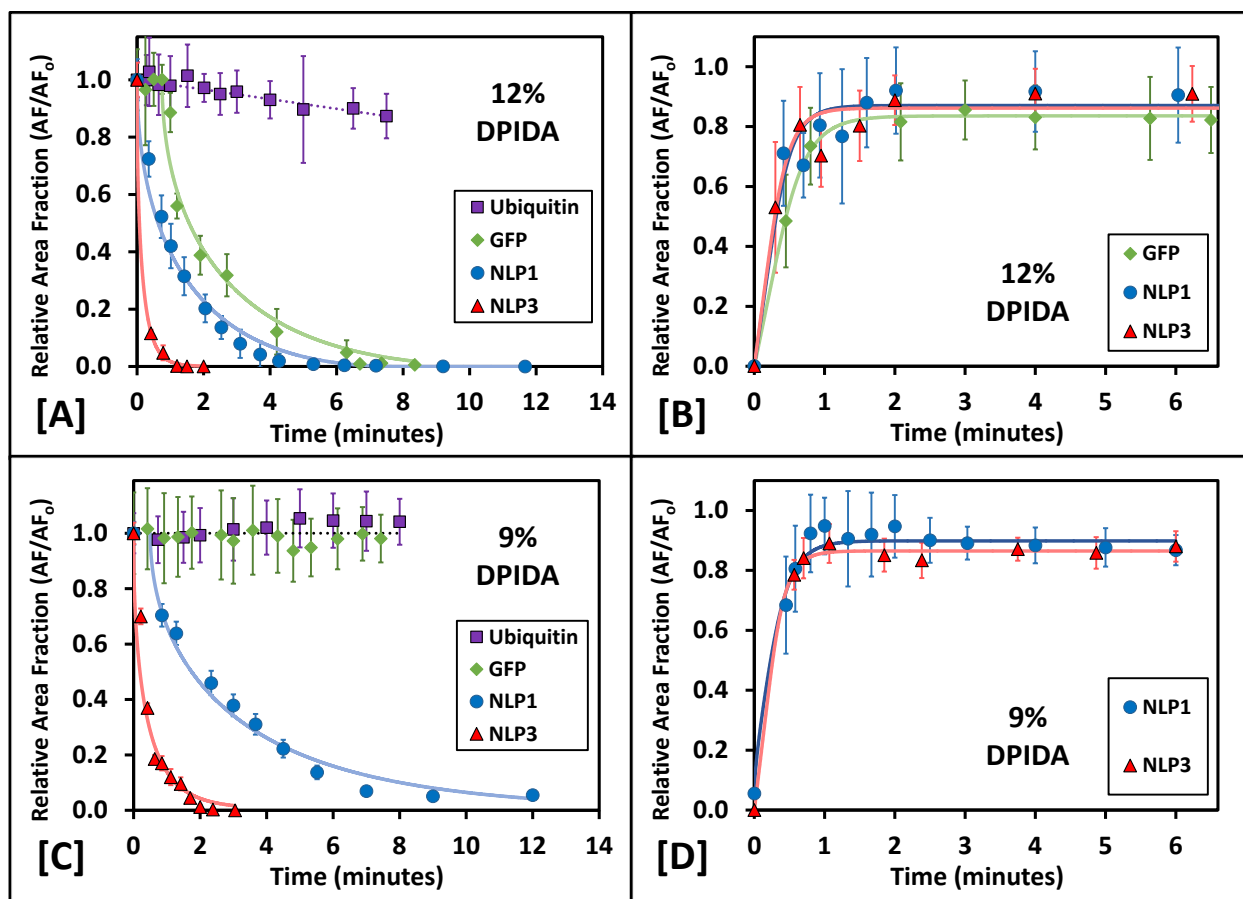 Relative Area Fraction (AF/AF₀)
1.0
0.8
0.6
0.4
0.2
0.0
0 2 4 6 8 10 12 14
Time (minutes)
12%
DPIDA
Ubiquitin
GFP
NLP1
NLP3
[A]
Relative Area Fraction (AF/AF₀)
1.0
0.8
0.6
0.4
0.2
0.0
0 1 2 3 4 5 6
Time (minutes)
12%
DPIDA
GFP
NLP1
NLP3
[B]
Relative Area Fraction (AF/AF₀)
1.0
0.8
0.6
0.4
0.2
0.0
0 2 4 6 8 10 12 14
Time (minutes)
9%
DPIDA
Ubiquitin
GFP
NLP1
NLP3
[C]
Relative Area Fraction (AF/AF₀)
1.0
0.8
0.6
0.4
0.2
0.0
0 1 2 3 4 5 6
Time (minutes)
9%
DPIDA
NLP1
NLP3
[D]